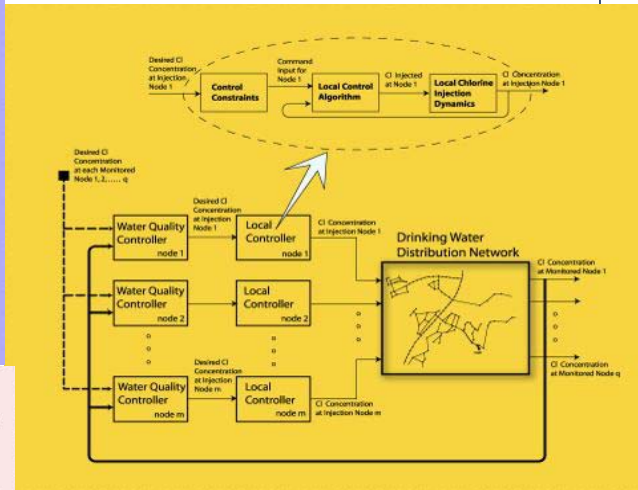 Desired Cl
Concentration
at Injection
Node 1
Control
Constraints
Command
Input for
Node 1
Local Control
Algorithm
Cl Injected
at Node 1
Local Chlorine
Injection
Dynamics
Cl Concentration
at Injection Node 1
Desired Cl
Concentration
at each Monitored
Node 1, 2,...... q
Water Quality
Controller
node 1
Desired Cl
Concentration
at Injection
Node 1
Local
Controller
node 1
Cl Concentration
at Injection Node 1
Drinking Water
Distribution Network
Cl Concentration
at Monitored Node 1
Water Quality
Controller
node 2
Local
Controller
node 2
Water Quality
Controller
node m
Desired Cl
Concentration
at Injection
Node m
Local
Controller
node m
Cl Concentration
at Injection Node m
Cl Concentration
at Monitored Node q